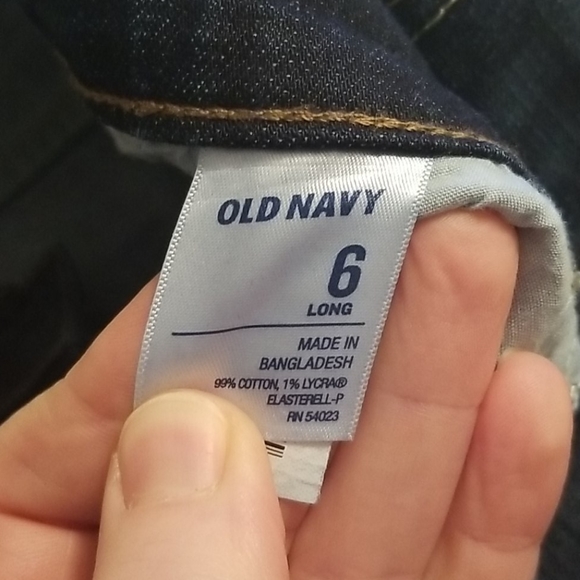 OLD NAVY
6
LONG
MADE IN
BANGLADESH
99% COTTON, 1% LYCRA®
ELASTERELL-P
RN 54023